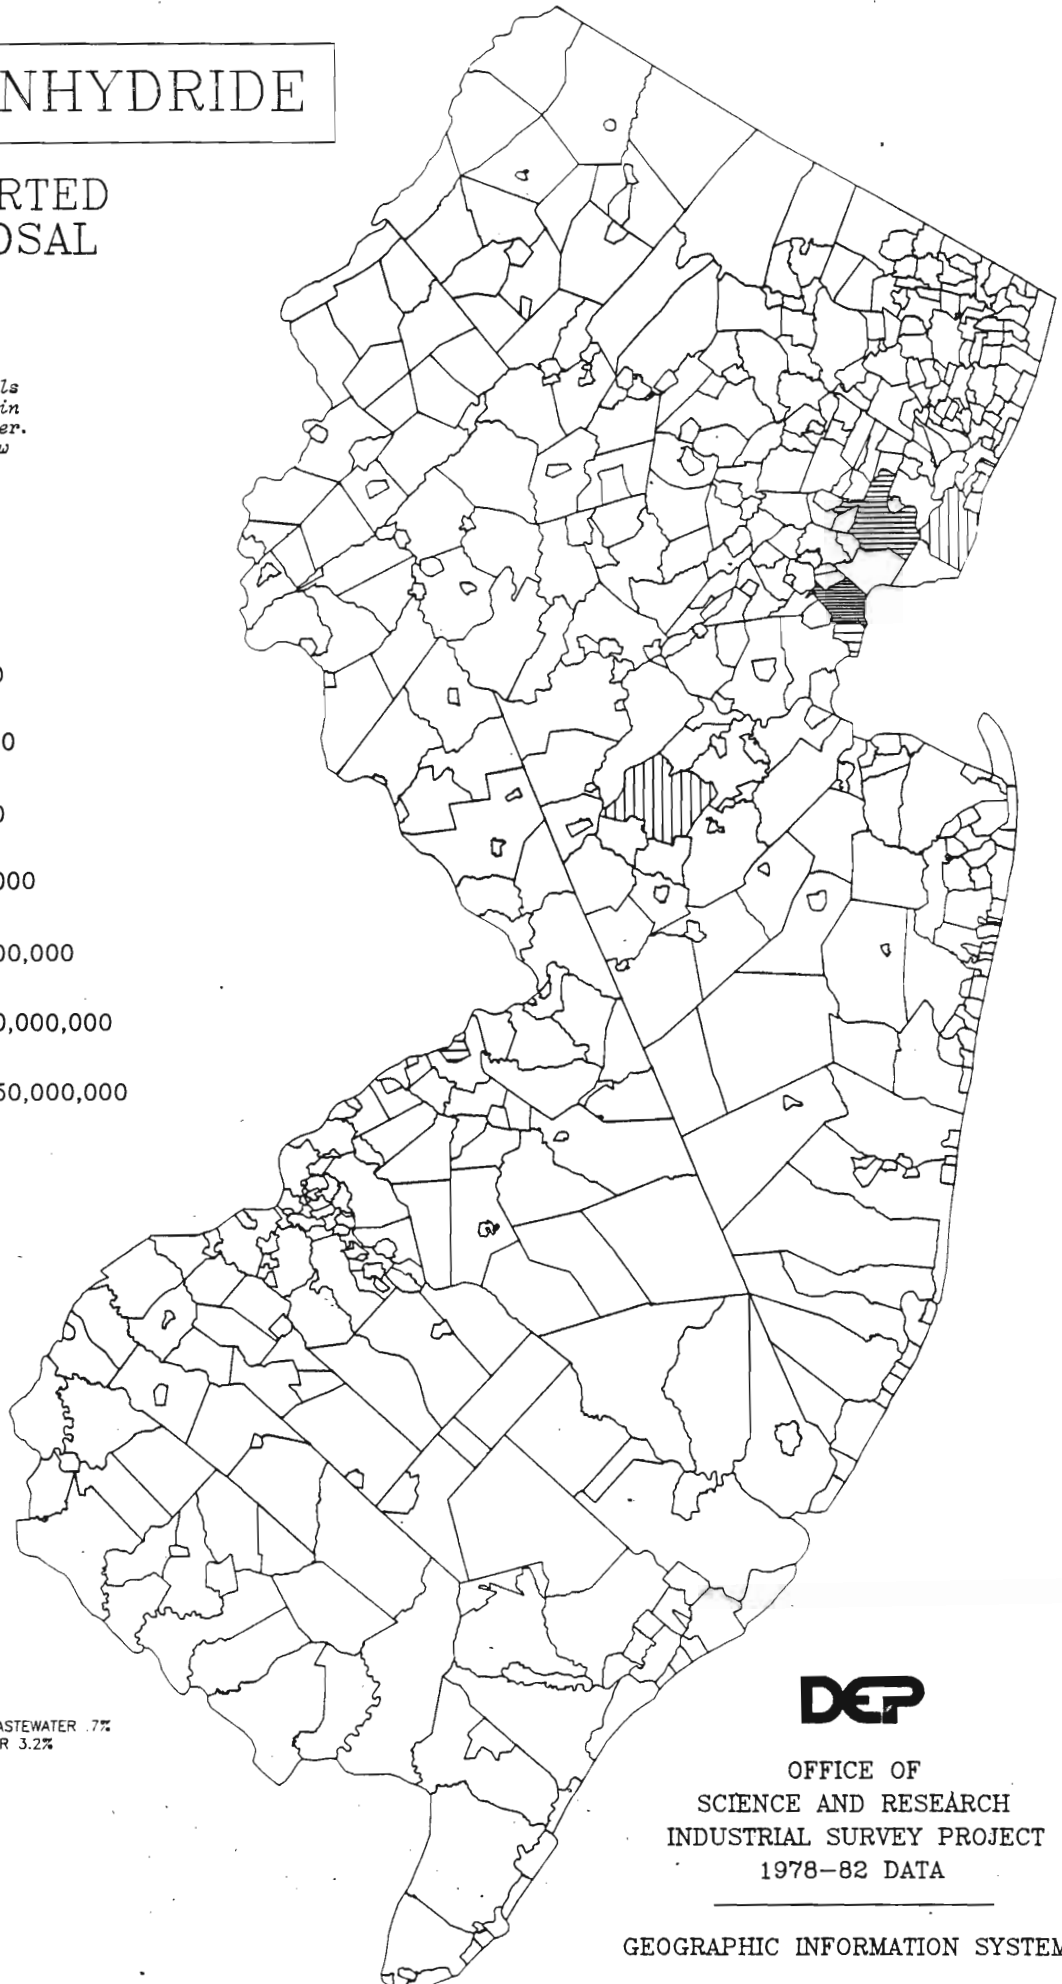 NHYDRIDE
RTED
OSAL
ls
in
er.
w
0
0
0
000
00,000
0,000,000
50,000,000
ASTEWATER .7%
R 3.2%
DEP
OFFICE OF
SCIENCE AND RESEARCH
INDUSTRIAL SURVEY PROJECT
1978-82 DATA
GEOGRAPHIC INFORMATION SYSTEM